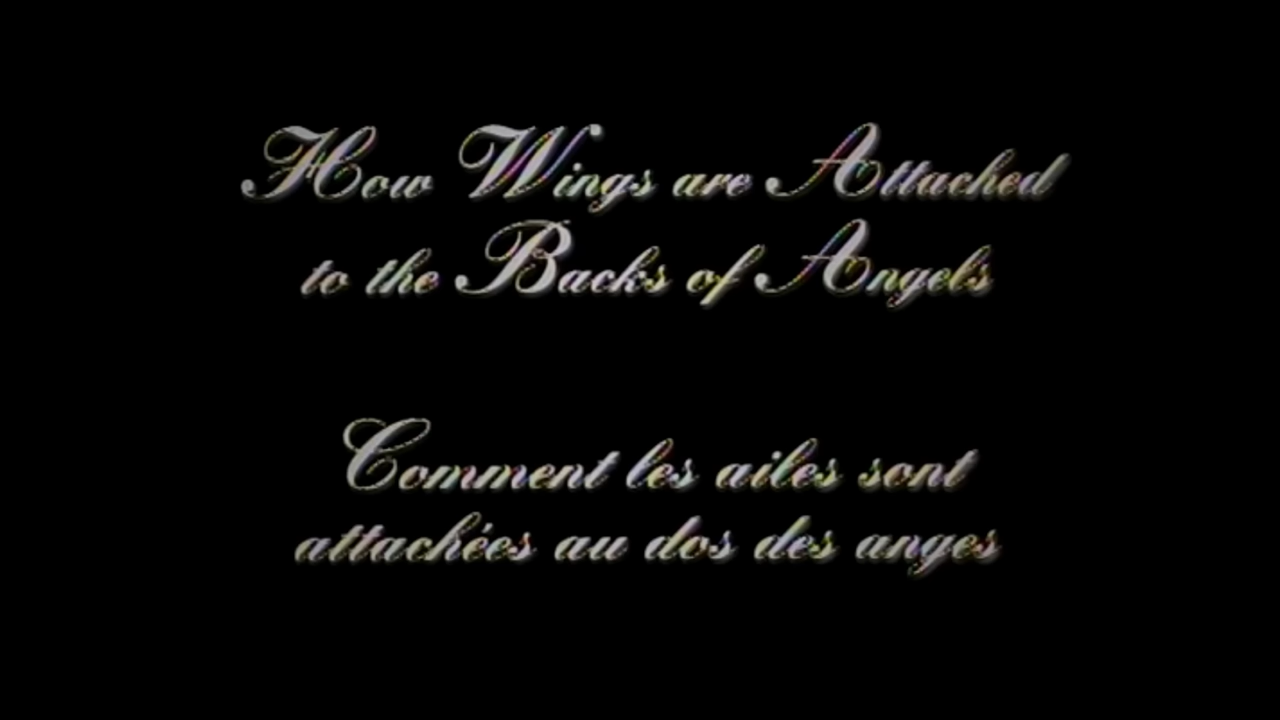 How Wings are Attached
to the Backs of Angels
Comment les ailes sont
attachées au dos des anges